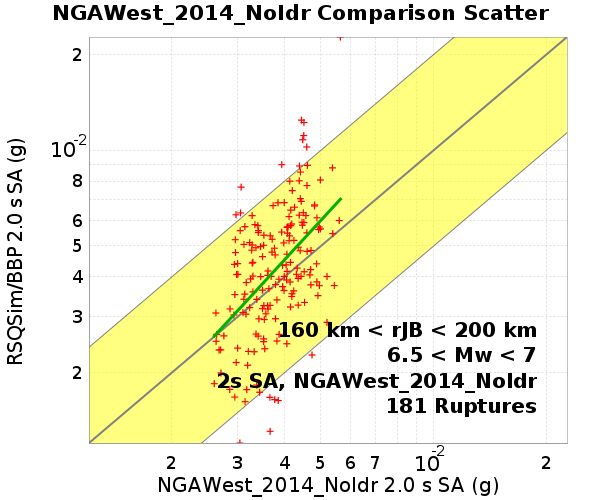 NGAWest_2014_NoIdr Comparison Scatter
RSQSim/BBP 2.0 s SA (g)
2
10-2
8
6
5
4
3
2
160 km < rJB < 200 km
6.5 < Mw < 7
2s SA, NGAWest_2014_NoIdr
181 Ruptures
2 3 4 5 6 7 10-2 2
NGAWest_2014_NoIdr 2.0 s SA (g)